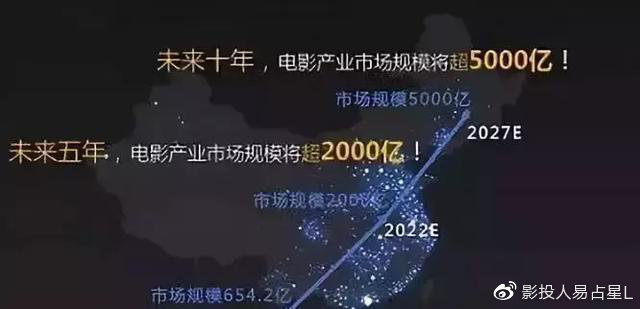 未来十年，电影产业市场规模将超5000亿！
市场规模5000亿
2027E
未来五年，电影产业市场规模将超2000亿！
市场规模2000亿
2022E
市场规模654.2亿
影投人易占星L